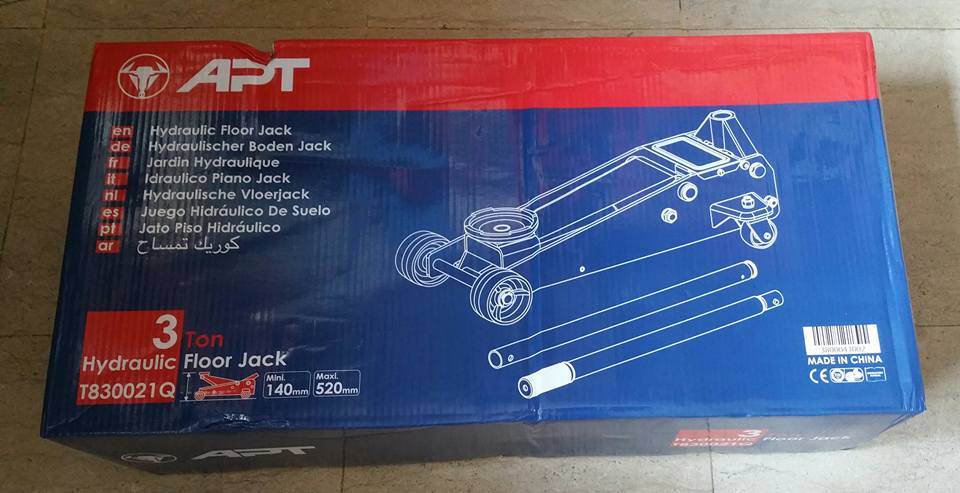 APT
en Hydraulic Floor Jack
de Hydraulischer Boden Jack
fr Jardin Hydraulique
it Idraulico Piano Jack
nl Hydraulische Vloerjack
es Juego Hidráulico De Suelo
pt Jato Piso Hidráulico
ar كوريك تمساح
3 Ton
Hydraulic Floor Jack
T830021Q
Mini. 140mm
Maxi. 520mm
3800043002
MADE IN CHINA
CE
APT
3
Hydraulic Floor Jack
T830021Q